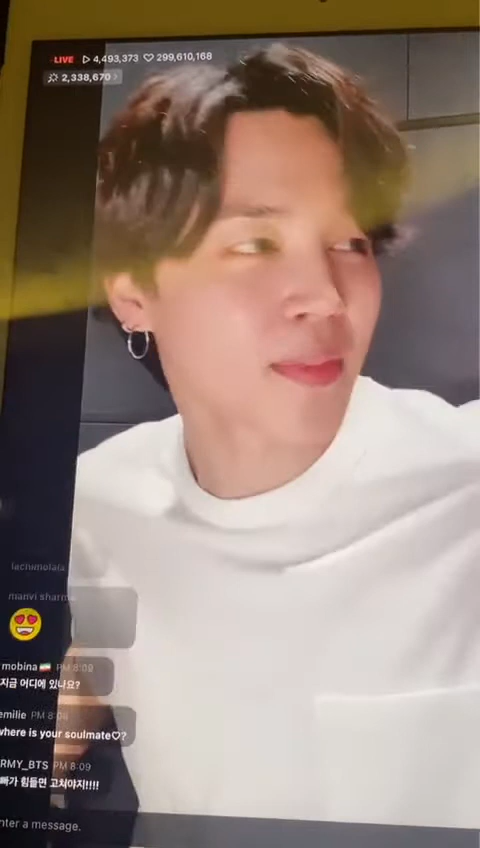 LIVE ▷ 4,493,373 ♡ 299,610,168
2,338,670 >
lachimolala
manvi sharma
mobina PM 8:09
지금 어디에 있나요?
emilie PM 8:09
where is your soulmate♡?
RMY_BTS PM 8:09
빠가 힘들면 고쳐야지!!!!
nter a message.